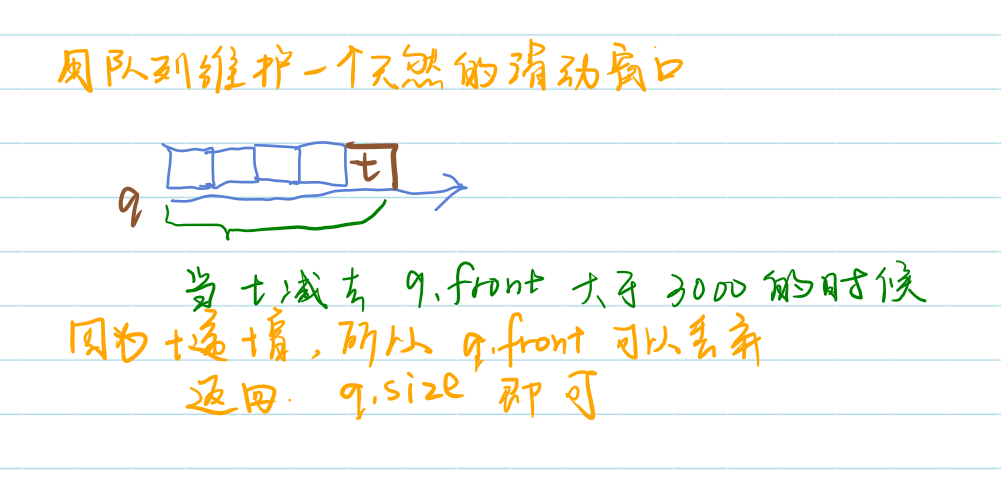 用队列维护一个天然的滑动窗口
t
q
当 t 减去 q.front 大于 3000 的时候
因为 t 递增，所以 q.front 可以丢弃
返回. q.size 即可